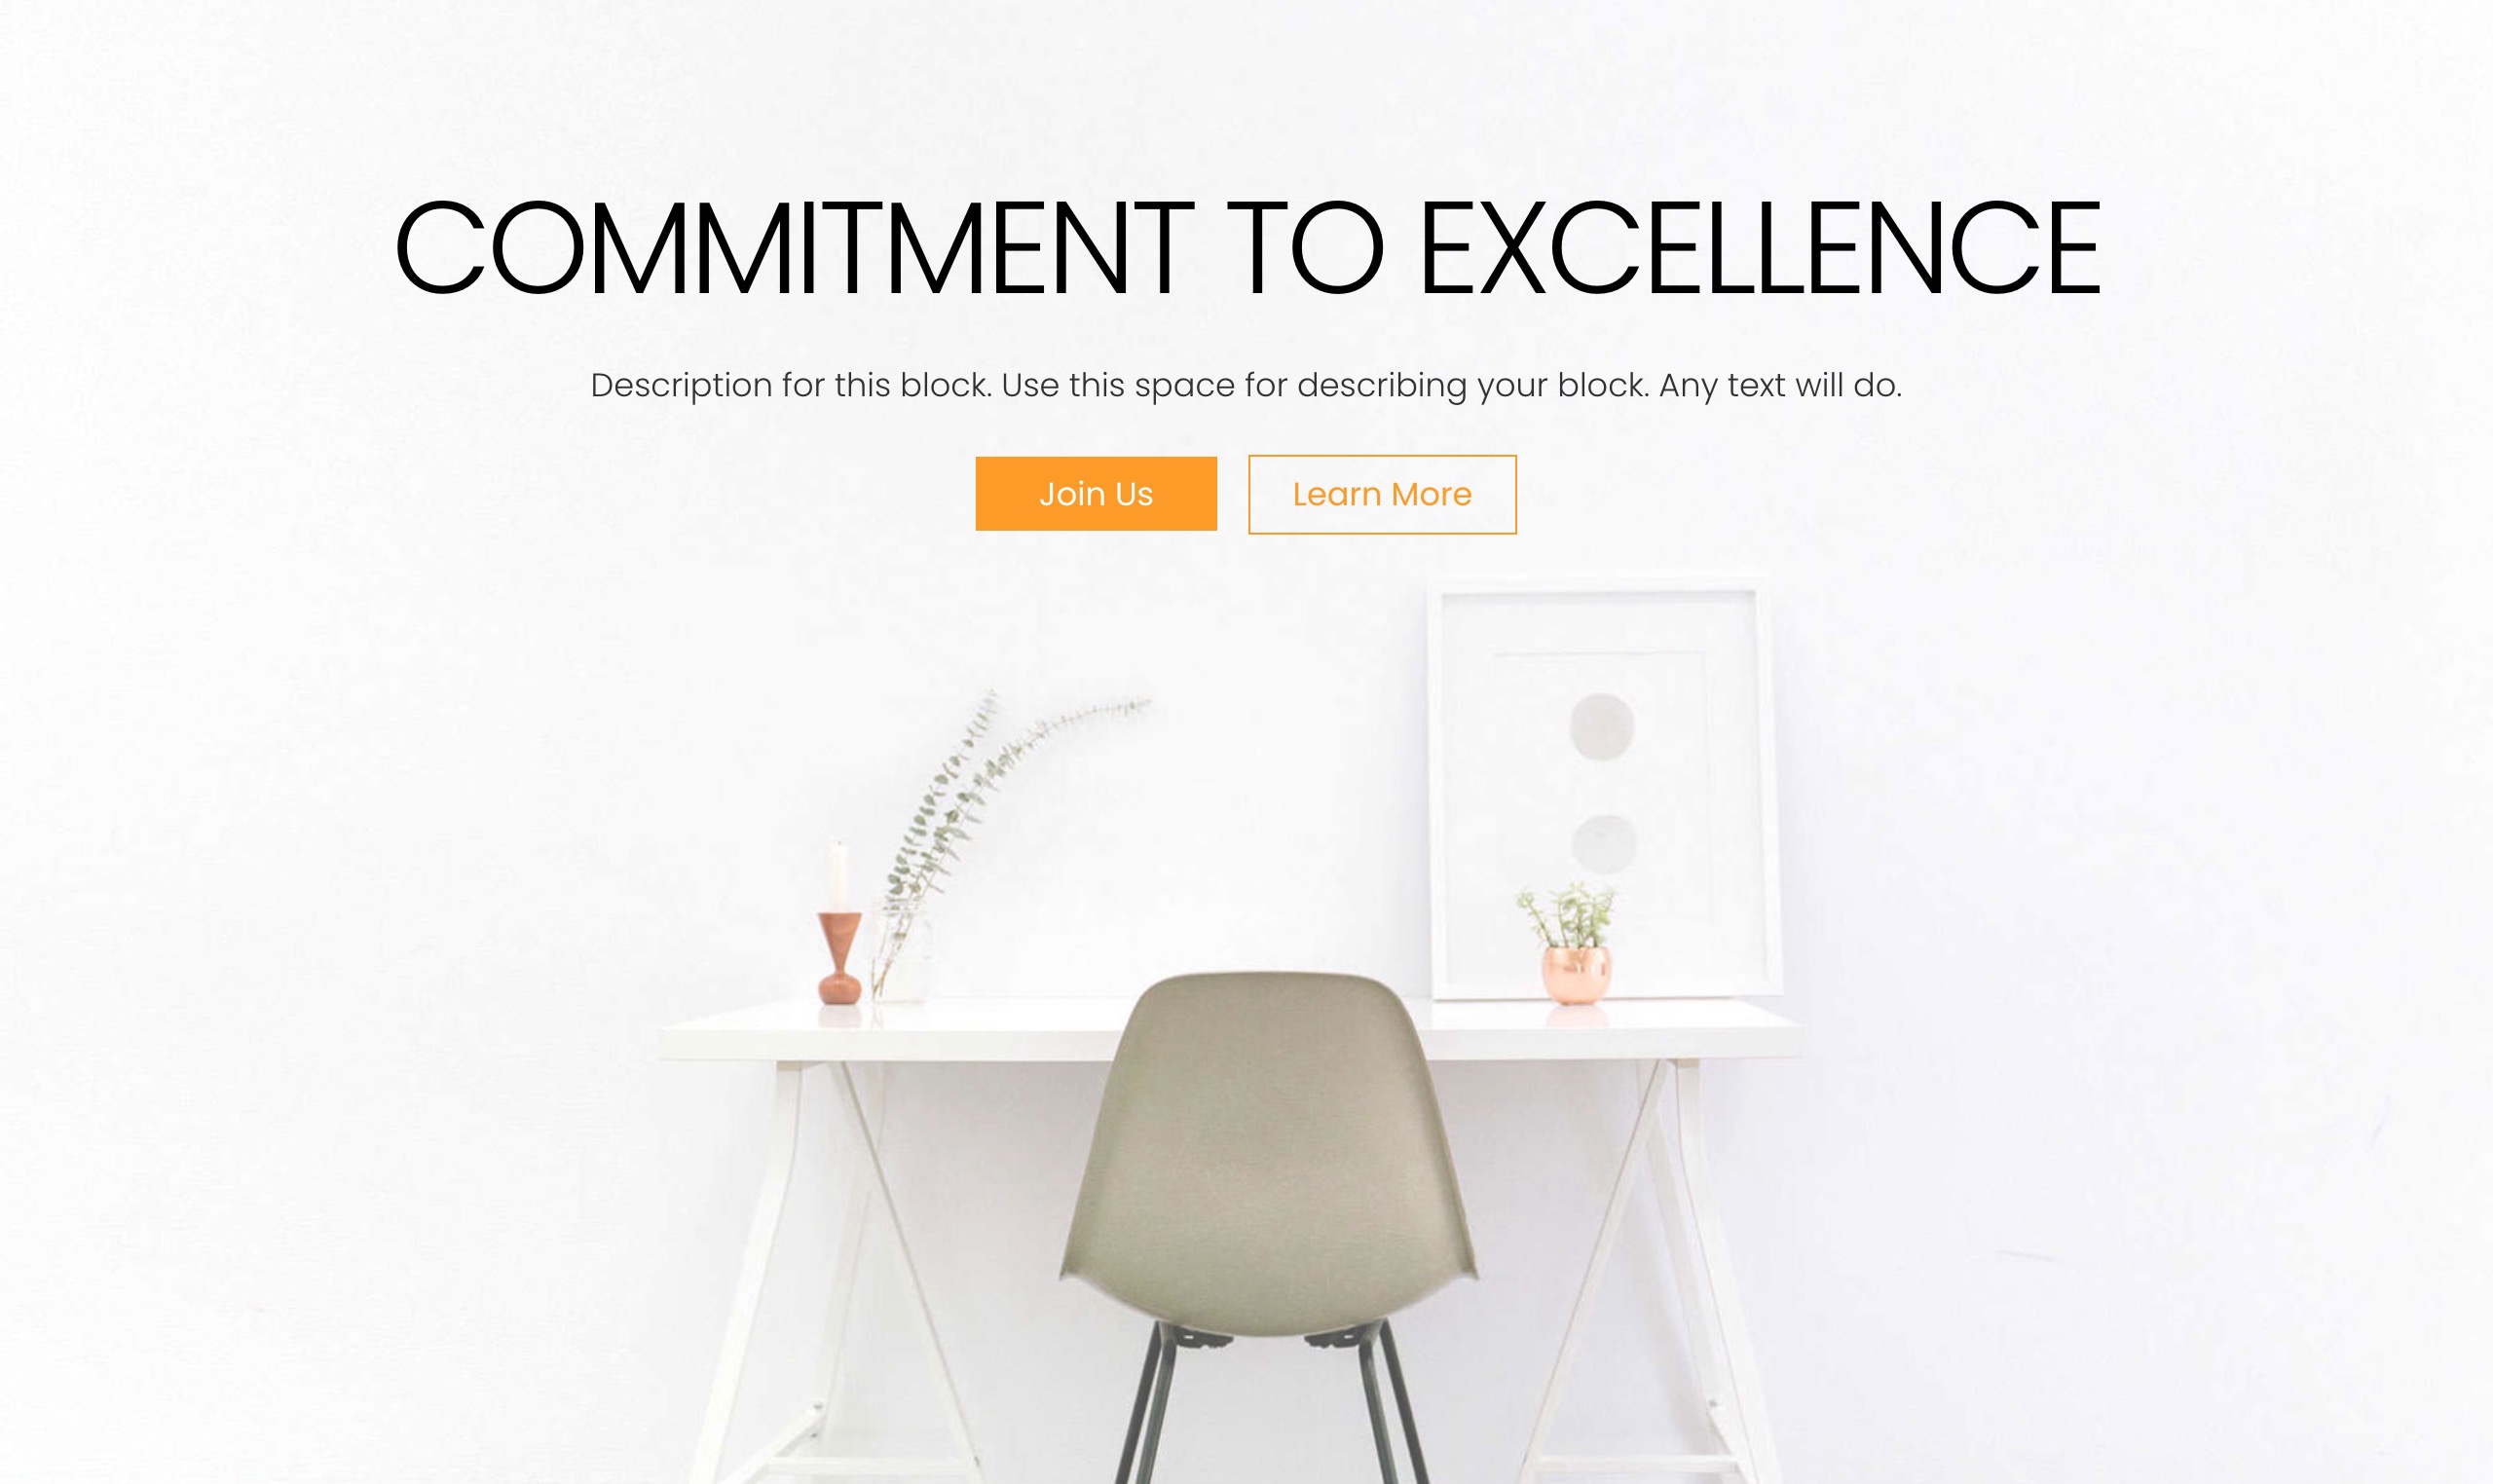 COMMITMENT TO EXCELLENCE
Description for this block. Use this space for describing your block. Any text will do.
Join Us
Learn More